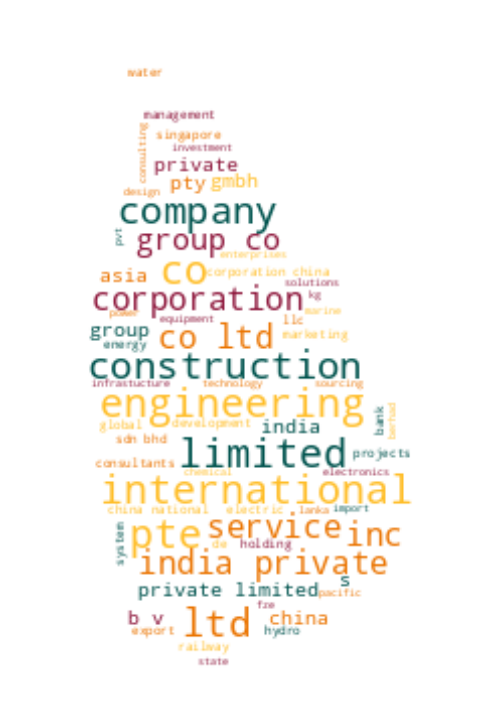 water
management
consulting
singapore
investment
private
pty gmbh
design
company
pvt
group co
enterprises
asia co corporation china
solutions
corporation kg
power marine
equipment llc
group co ltd marketing
energy
construction
infrastucture technology sourcing
engineering
bank
bernad
global development india
sdn bhd
limited projects
consultants
chemical electronics
international
china national electric lanka import
system
pte service inc
de holding
india private
s
private limited pacific
fze
b v ltd china
export hydro
railway
state